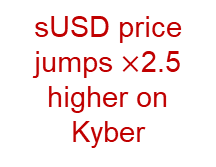 sUSD price
jumps ×2.5
higher on
Kyber